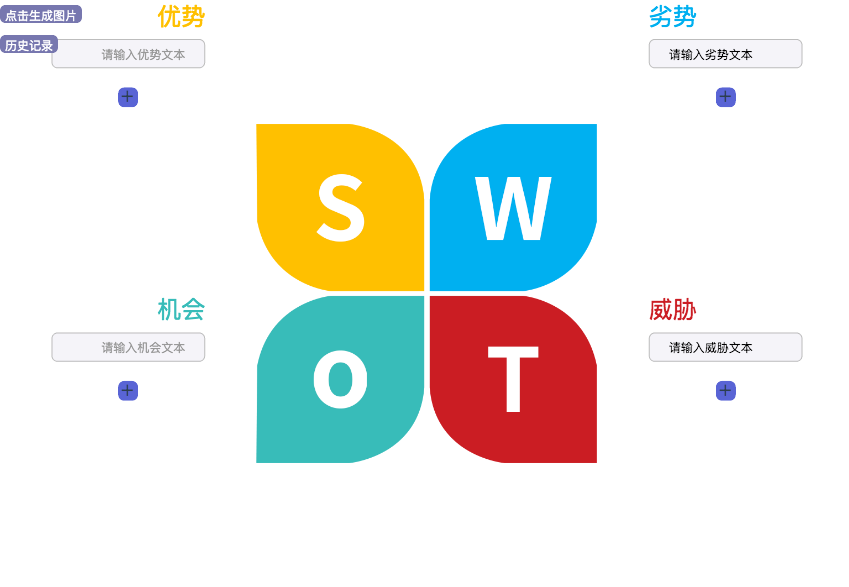 点击生成图片
历史记录
优势
请输入优势文本
+
劣势
请输入劣势文本
+
S
W
O
T
机会
请输入机会文本
+
威胁
请输入威胁文本
+